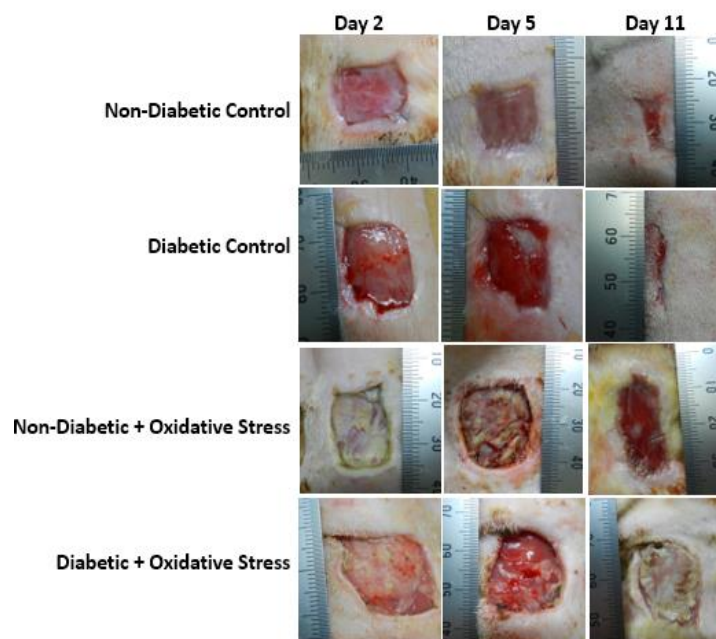 Day 2 Day 5 Day 11
Non-Diabetic Control
Diabetic Control
Non-Diabetic + Oxidative Stress
Diabetic + Oxidative Stress